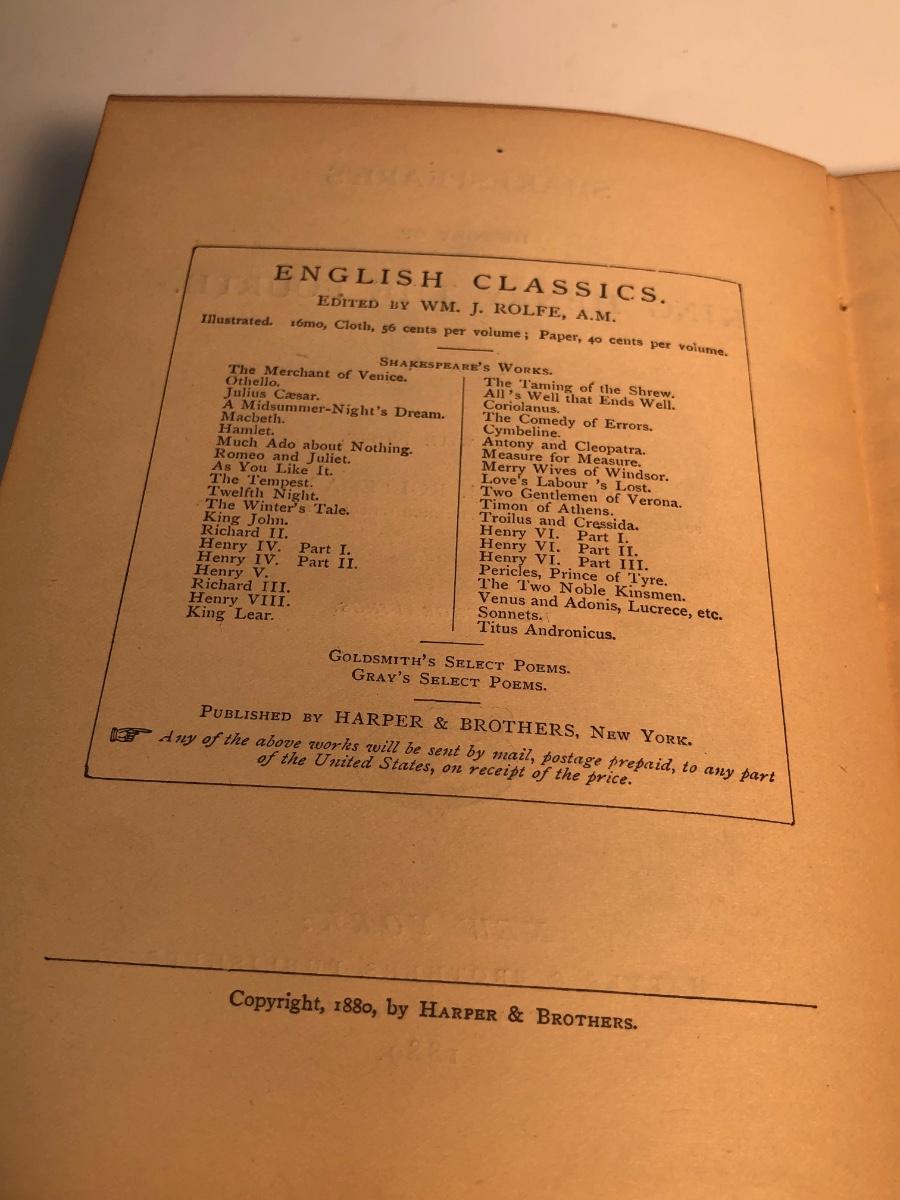 ENGLISH CLASSICS.
EDITED BY WM. J. ROLFE, A.M.
Illustrated. 16mo, Cloth, 56 cents per volume; Paper, 40 cents per volume.
SHAKESPEARE'S WORKS.
The Merchant of Venice.
Othello.
Julius Cæsar.
A Midsummer-Night's Dream.
Macbeth.
Hamlet.
Much Ado about Nothing.
Romeo and Juliet.
As You Like It.
The Tempest.
Twelfth Night.
The Winter's Tale.
King John.
Richard II.
Henry IV. Part I.
Henry IV. Part II.
Henry V.
Richard III.
Henry VIII.
King Lear.
The Taming of the Shrew.
All 's Well that Ends Well.
Coriolanus.
The Comedy of Errors.
Cymbeline.
Antony and Cleopatra.
Measure for Measure.
Merry Wives of Windsor.
Love's Labour 's Lost.
Two Gentlemen of Verona.
Timon of Athens.
Troilus and Cressida.
Henry VI. Part I.
Henry VI. Part II.
Henry VI. Part III.
Pericles, Prince of Tyre.
The Two Noble Kinsmen.
Venus and Adonis, Lucrece, etc.
Sonnets.
Titus Andronicus.
GOLDSMITH'S SELECT POEMS.
GRAY'S SELECT POEMS.
PUBLISHED BY HARPER & BROTHERS, NEW YORK.
☞ Any of the above works will be sent by mail, postage prepaid, to any part
of the United States, on receipt of the price.
Copyright, 1880, by HARPER & BROTHERS.